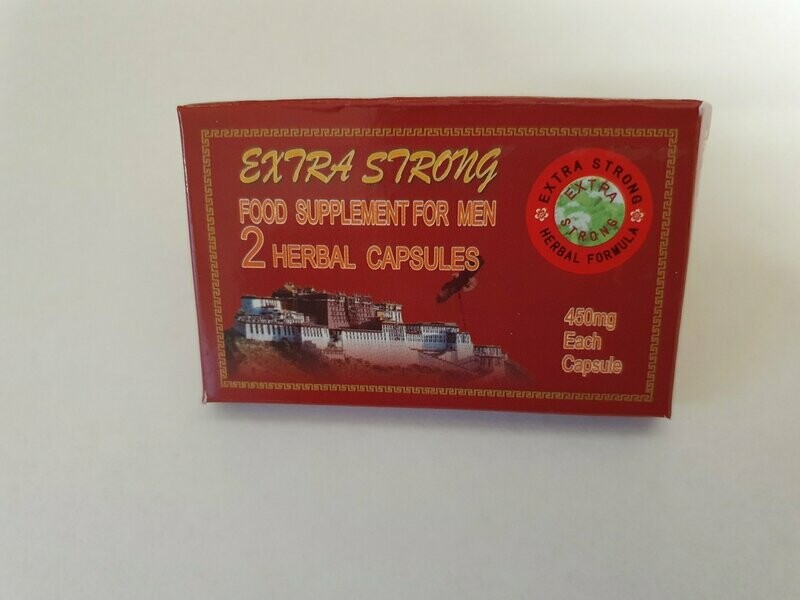 EXTRA STRONG
FOOD SUPPLEMENT FOR MEN
2 HERBAL CAPSULES
EXTRA STRONG
EXTRA
STRONG
HERBAL FORMULA
450mg
Each
Capsule